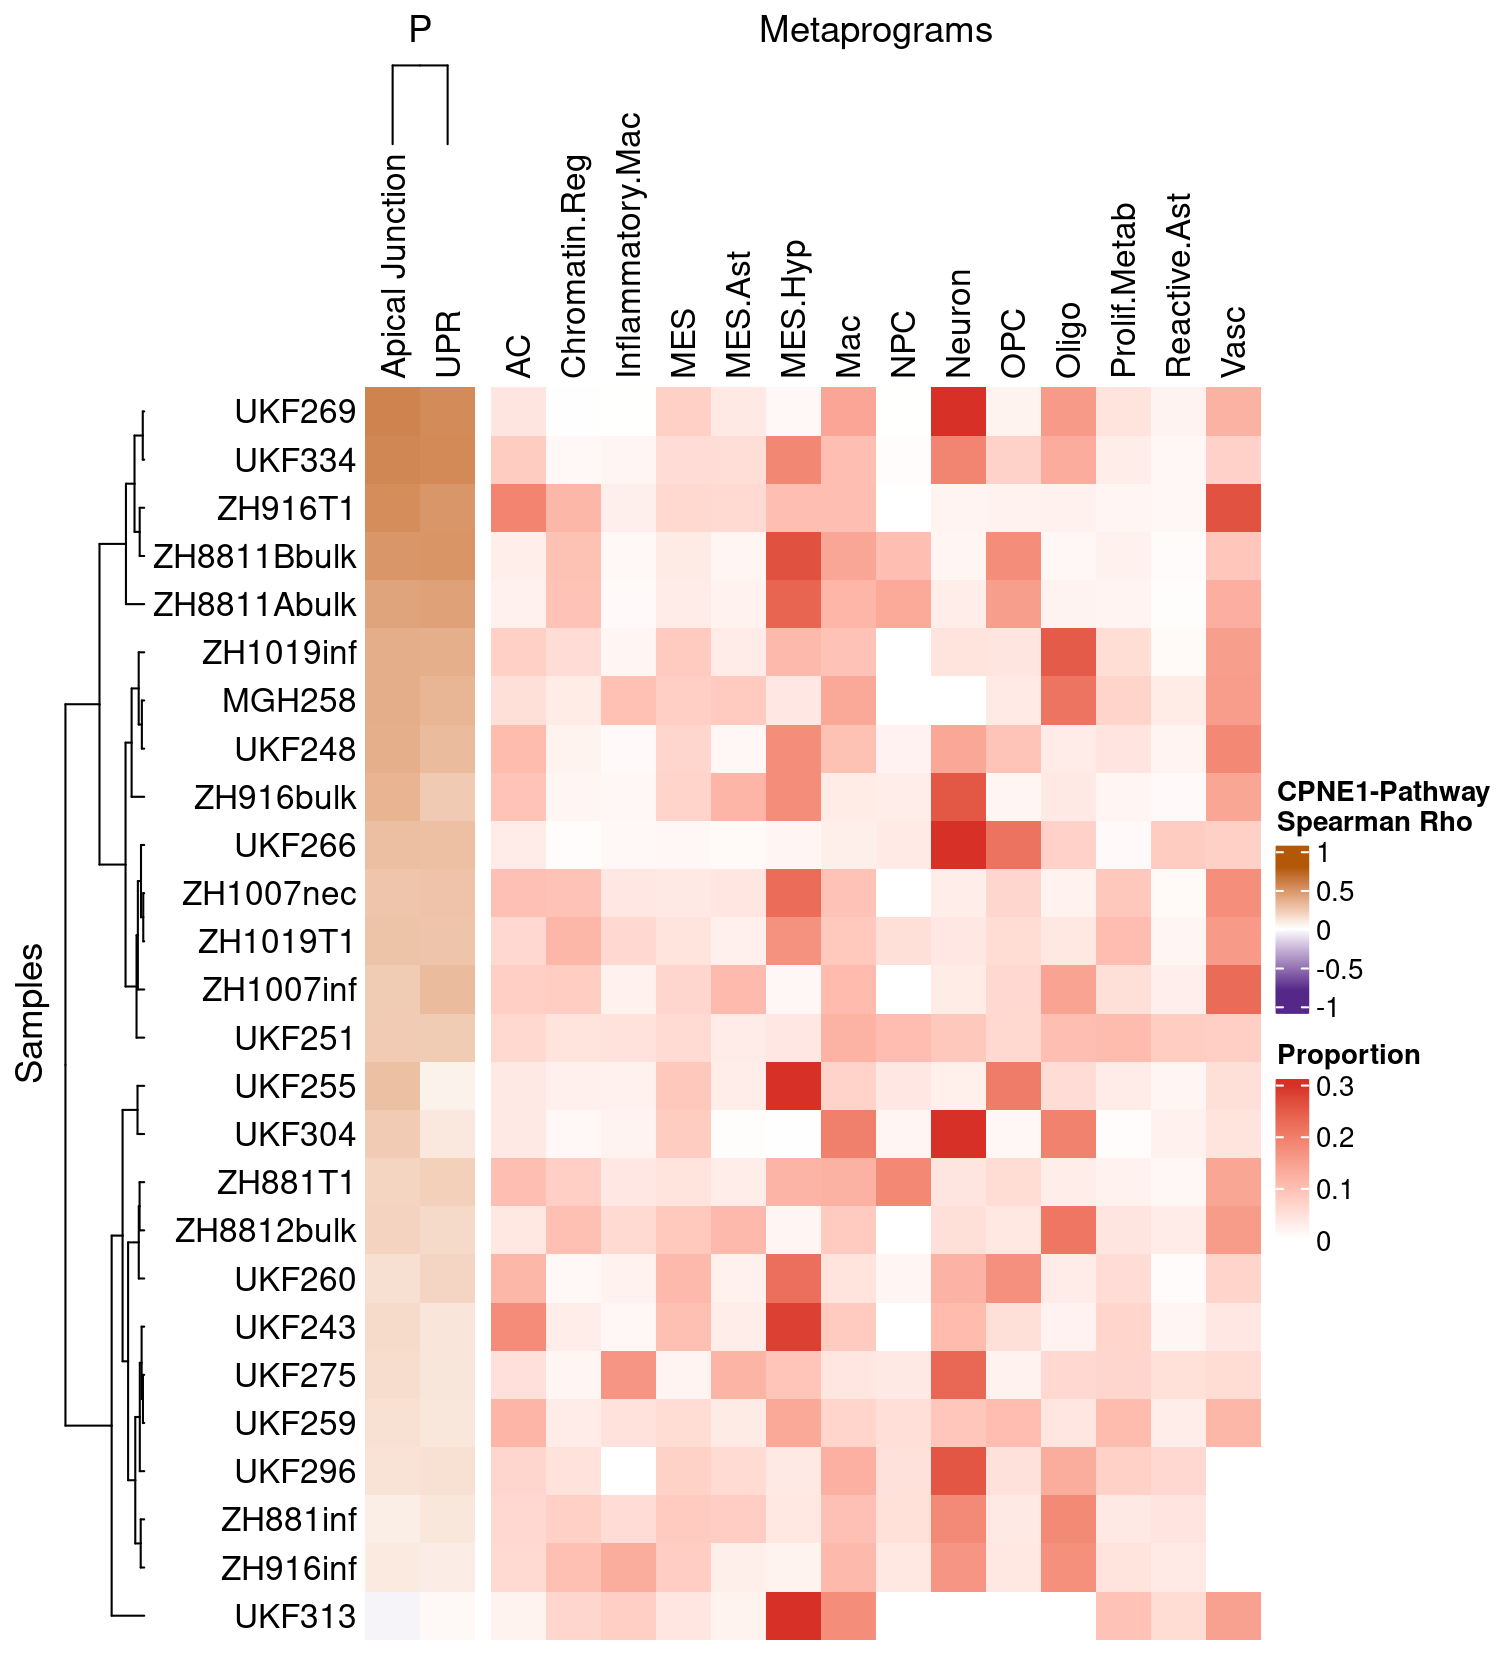 P
Metaprograms
Apical Junction
UPR
AC
Chromatin.Reg
Inflammatory.Mac
MES
MES.Ast
MES.Hyp
Mac
NPC
Neuron
OPC
Oligo
Prolif.Metab
Reactive.Ast
Vasc
Samples
UKF269
UKF334
ZH916T1
ZH8811Bbulk
ZH8811Abulk
ZH1019inf
MGH258
UKF248
ZH916bulk
UKF266
ZH1007nec
ZH1019T1
ZH1007inf
UKF251
UKF255
UKF304
ZH881T1
ZH8812bulk
UKF260
UKF243
UKF275
UKF259
UKF296
ZH881inf
ZH916inf
UKF313
CPNE1-Pathway
Spearman Rho
1
0.5
0
-0.5
-1
Proportion
0.3
0.2
0.1
0